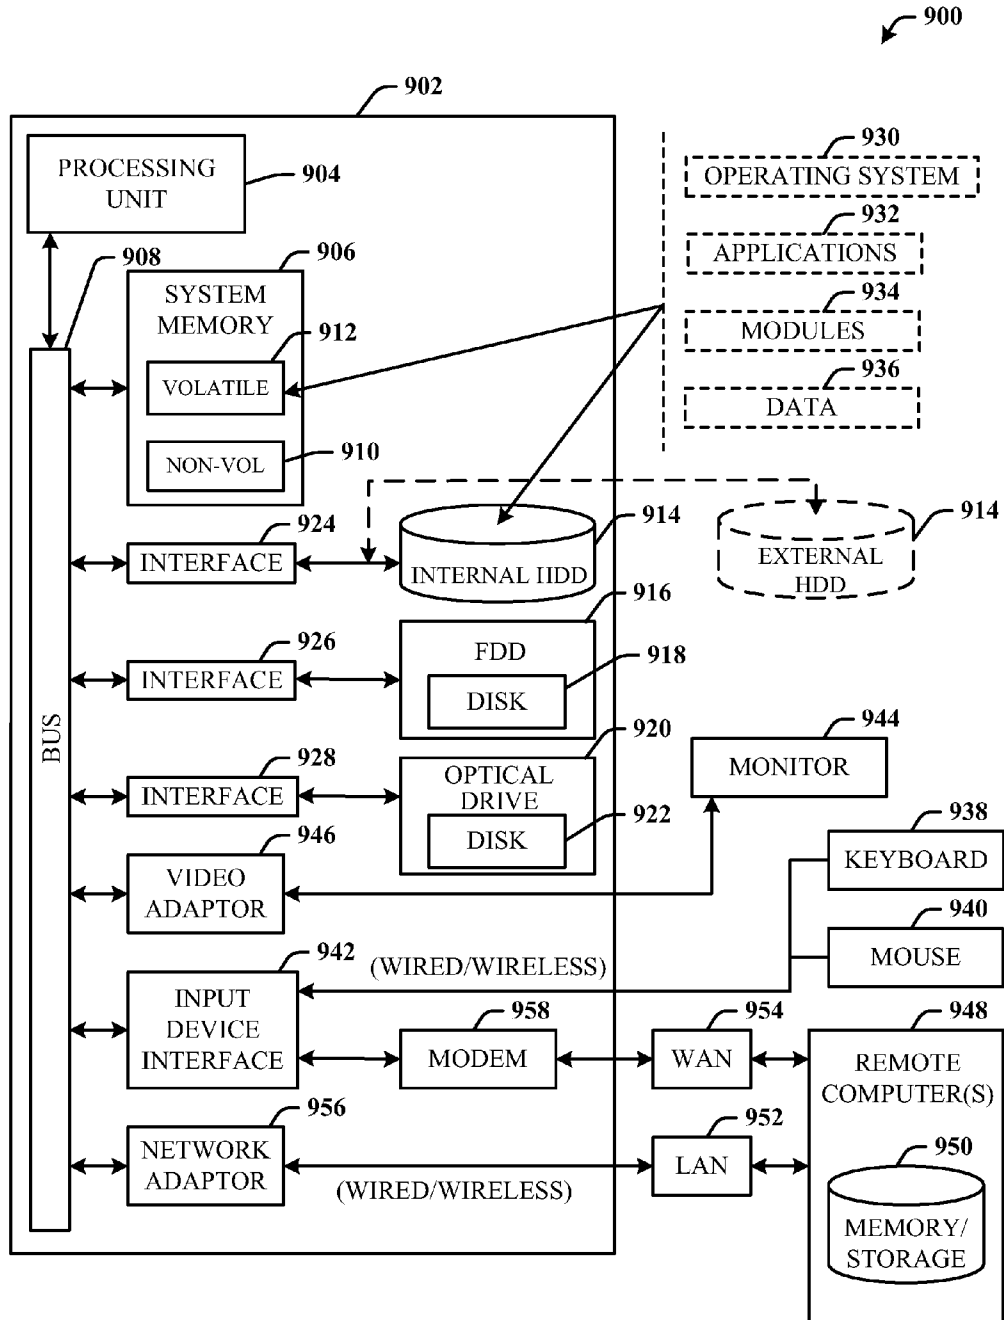 900
902
PROCESSING
UNIT
904
908
906
SYSTEM
MEMORY
912
VOLATILE
910
NON-VOL
930
OPERATING SYSTEM
932
APPLICATIONS
934
MODULES
936
DATA
924
INTERFACE
914
INTERNAL HDD
914
EXTERNAL
HDD
926
INTERFACE
916
FDD
918
DISK
BUS
928
INTERFACE
920
OPTICAL
DRIVE
922
DISK
944
MONITOR
946
VIDEO
ADAPTOR
938
KEYBOARD
940
MOUSE
942
(WIRED/WIRELESS)
INPUT
DEVICE
INTERFACE
958
MODEM
954
WAN
948
REMOTE
COMPUTER(S)
956
NETWORK
ADAPTOR
(WIRED/WIRELESS)
952
LAN
950
MEMORY/
STORAGE